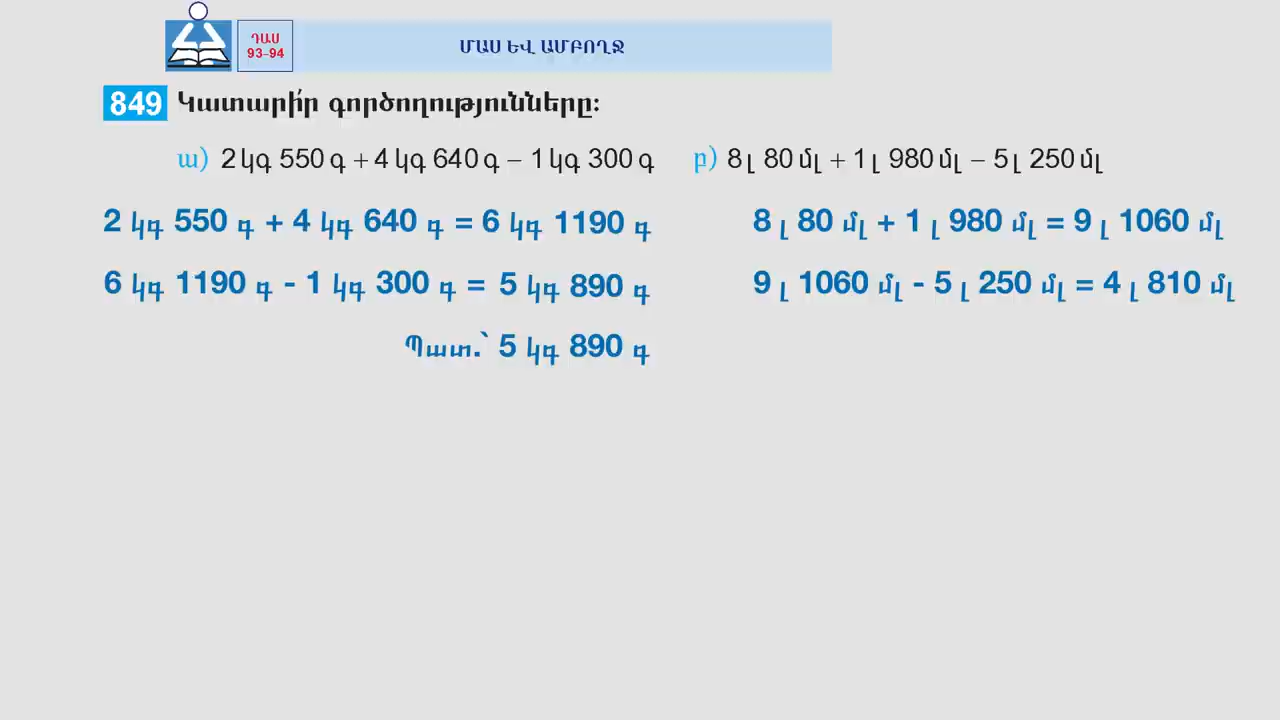 ԴԱՍ
93-94
ՄԱՍ ԵՎ ԱՄԲՈՂՋ
849 Կատարի՛ր գործողությունները։
ա) 2 կգ 550 գ + 4 կգ 640 գ – 1 կգ 300 գ
2 կգ 550 գ + 4 կգ 640 գ = 6 կգ 1190 գ
6 կգ 1190 գ - 1 կգ 300 գ = 5 կգ 890 գ
Պատ.՝ 5 կգ 890 գ
բ) 8 լ 80 մլ + 1 լ 980 մլ – 5 լ 250 մլ
8 լ 80 մլ + 1 լ 980 մլ = 9 լ 1060 մլ
9 լ 1060 մլ - 5 լ 250 մլ = 4 լ 810 մլ